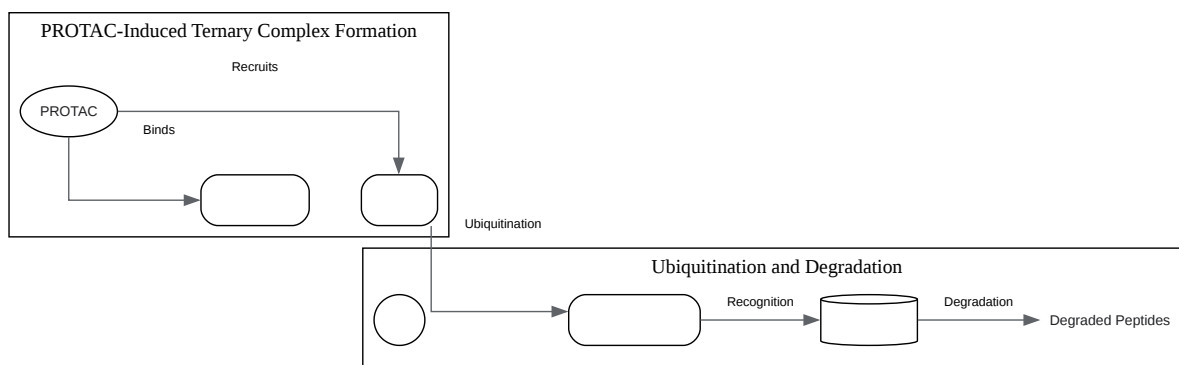 PROTAC-Induced Ternary Complex Formation
Recruits
PROTAC
Binds
Ubiquitination
Ubiquitination and Degradation
Recognition
Degradation
Degraded Peptides